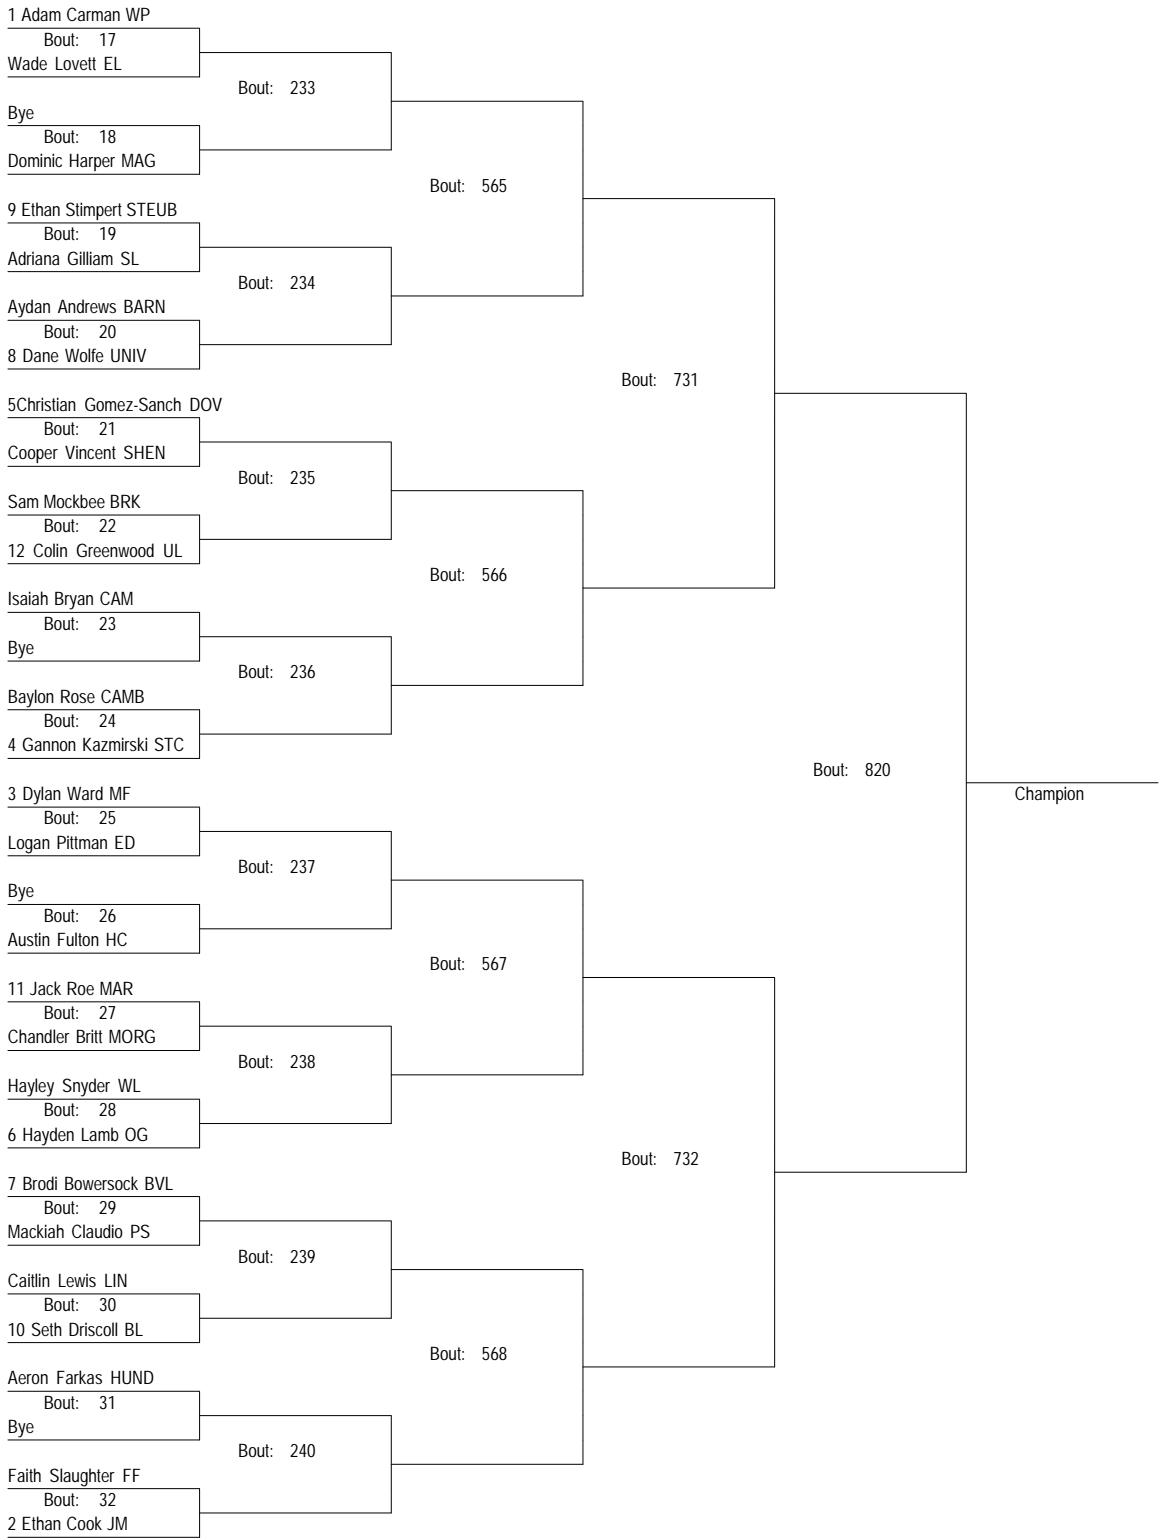 1 Adam Carman WP
Bout: 17
Wade Lovett EL
Bout: 233
Bye
Bout: 18
Dominic Harper MAG
Bout: 565
9 Ethan Stimpert STEUB
Bout: 19
Adriana Gilliam SL
Bout: 234
Aydan Andrews BARN
Bout: 20
8 Dane Wolfe UNIV
Bout: 731
5Christian Gomez-Sanch DOV
Bout: 21
Cooper Vincent SHEN
Bout: 235
Sam Mockbee BRK
Bout: 22
12 Colin Greenwood UL
Bout: 566
Isaiah Bryan CAM
Bout: 23
Bye
Bout: 236
Baylon Rose CAMB
Bout: 24
4 Gannon Kazmirski STC
Bout: 820
3 Dylan Ward MF
Champion
Bout: 25
Logan Pittman ED
Bout: 237
Bye
Bout: 26
Austin Fulton HC
Bout: 567
11 Jack Roe MAR
Bout: 27
Chandler Britt MORG
Bout: 238
Hayley Snyder WL
Bout: 28
6 Hayden Lamb OG
Bout: 732
7 Brodi Bowersock BVL
Bout: 29
Mackiah Claudio PS
Bout: 239
Caitlin Lewis LIN
Bout: 30
10 Seth Driscoll BL
Bout: 568
Aeron Farkas HUND
Bout: 31
Bye
Bout: 240
Faith Slaughter FF
Bout: 32
2 Ethan Cook JM